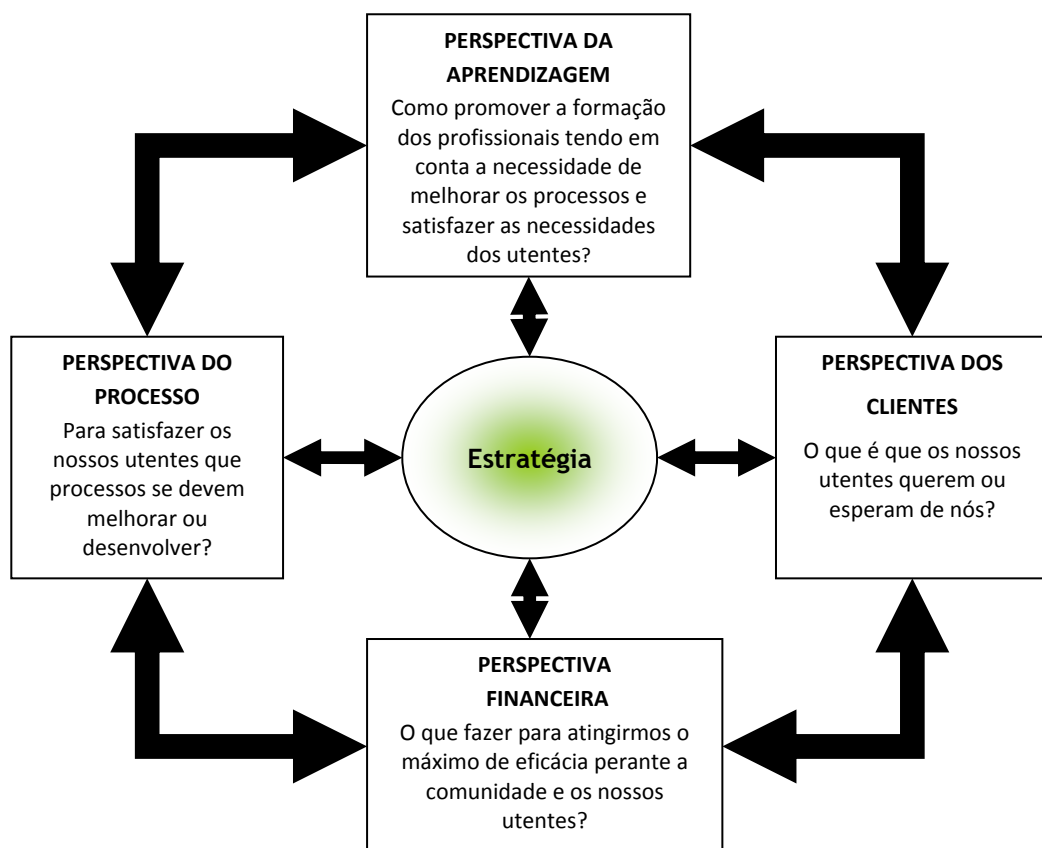 PERSPECTIVA DA
APRENDIZAGEM
Como promover a formação
dos profissionais tendo em
conta a necessidade de
melhorar os processos e
satisfazer as necessidades
dos utentes?
PERSPECTIVA DO
PROCESSO
Para satisfazer os
nossos utentes que
processos se devem
melhorar ou
desenvolver?
Estratégia
PERSPECTIVA DOS
CLIENTES
O que é que os nossos
utentes querem ou
esperam de nós?
PERSPECTIVA
FINANCEIRA
O que fazer para atingirmos o
máximo de eficácia perante a
comunidade e os nossos
utentes?